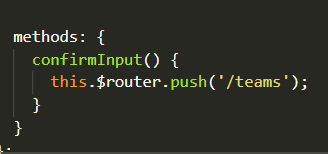 methods: {
confirmInput() {
this.$router.push('/teams');
}
}
};